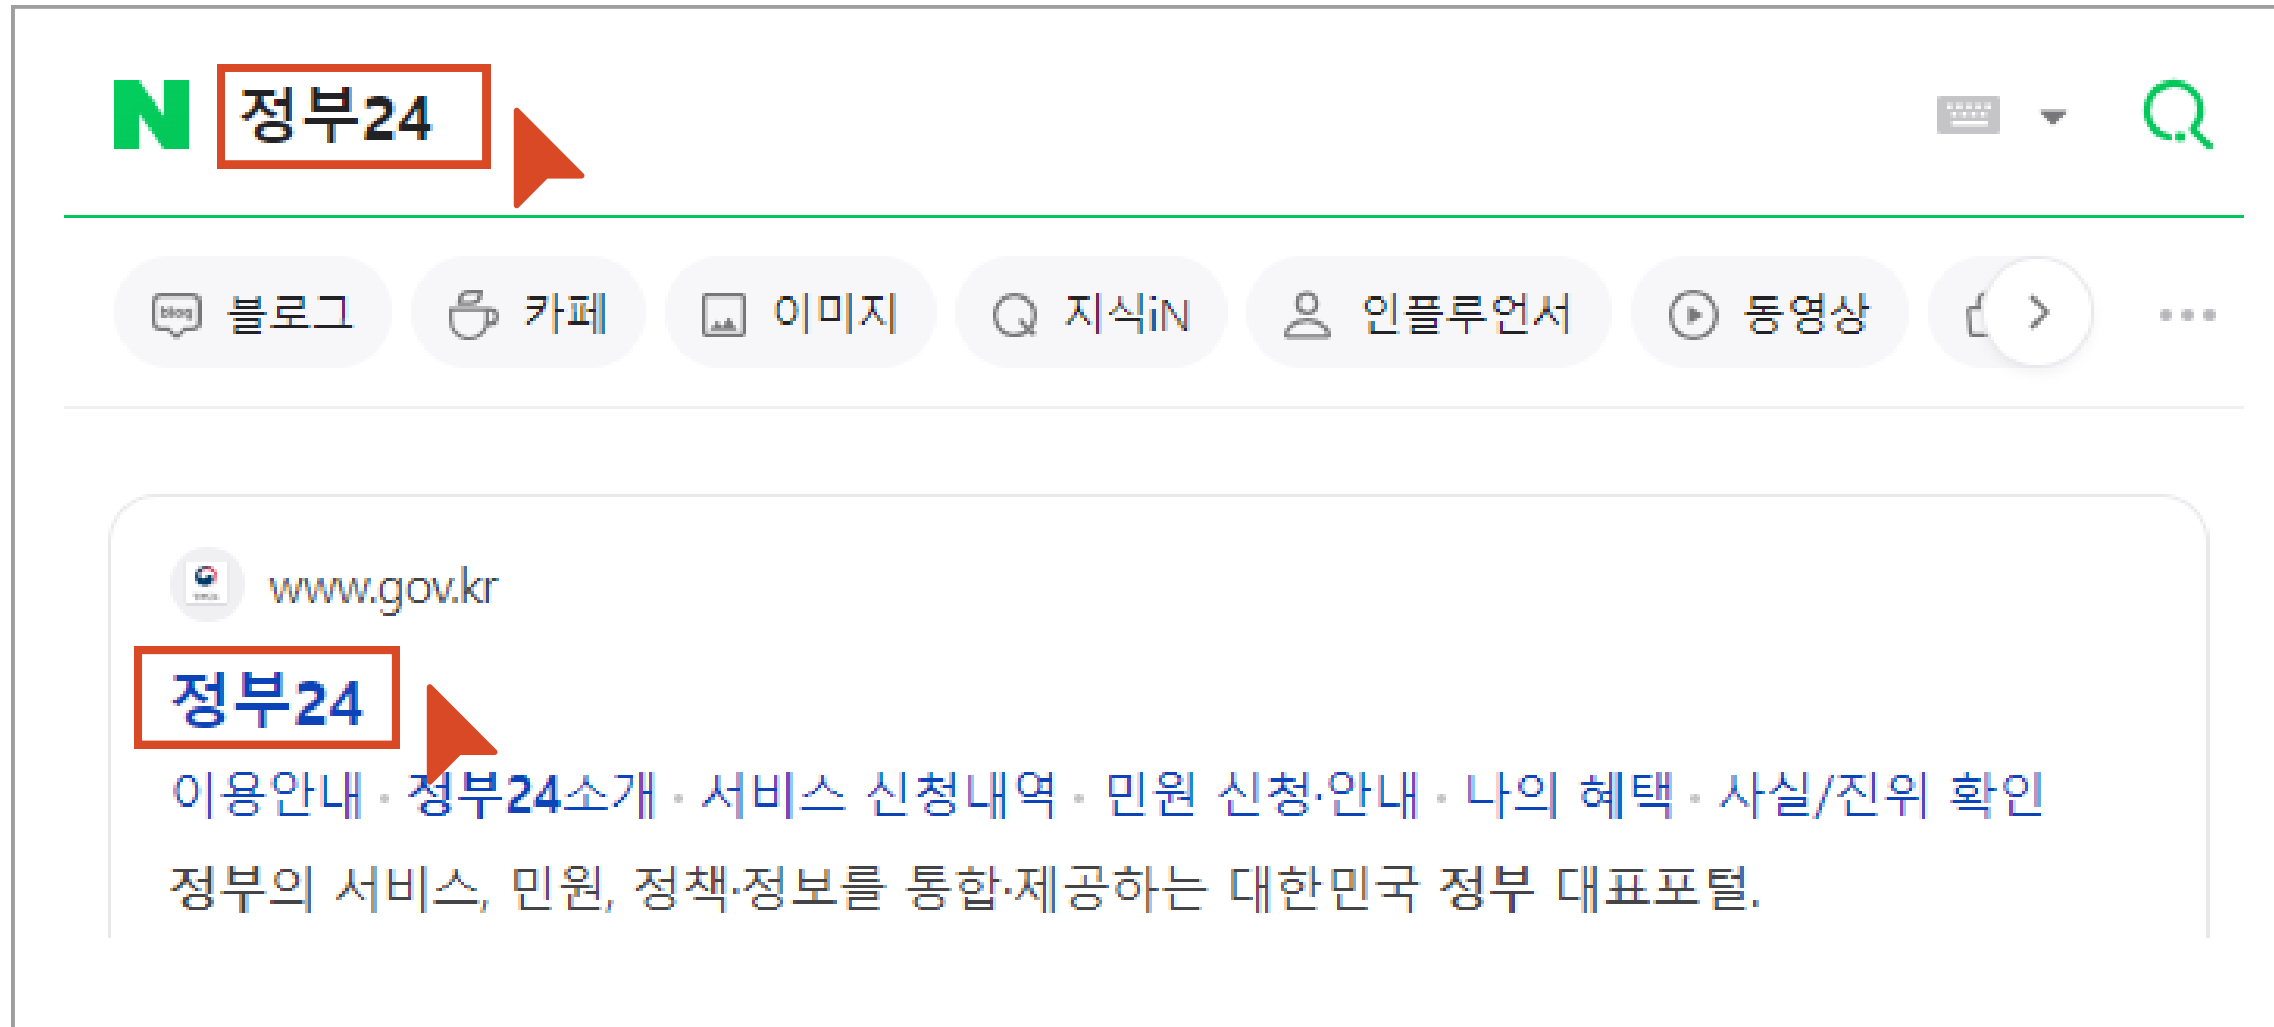 N 정부24
blog 블로그 카페 이미지 지식iN 인플루언서 동영상
www.gov.kr
정부24
이용안내 · 정부24소개 · 서비스 신청내역 · 민원 신청·안내 · 나의 혜택 · 사실/진위 확인
정부의 서비스, 민원, 정책·정보를 통합·제공하는 대한민국 정부 대표포털.